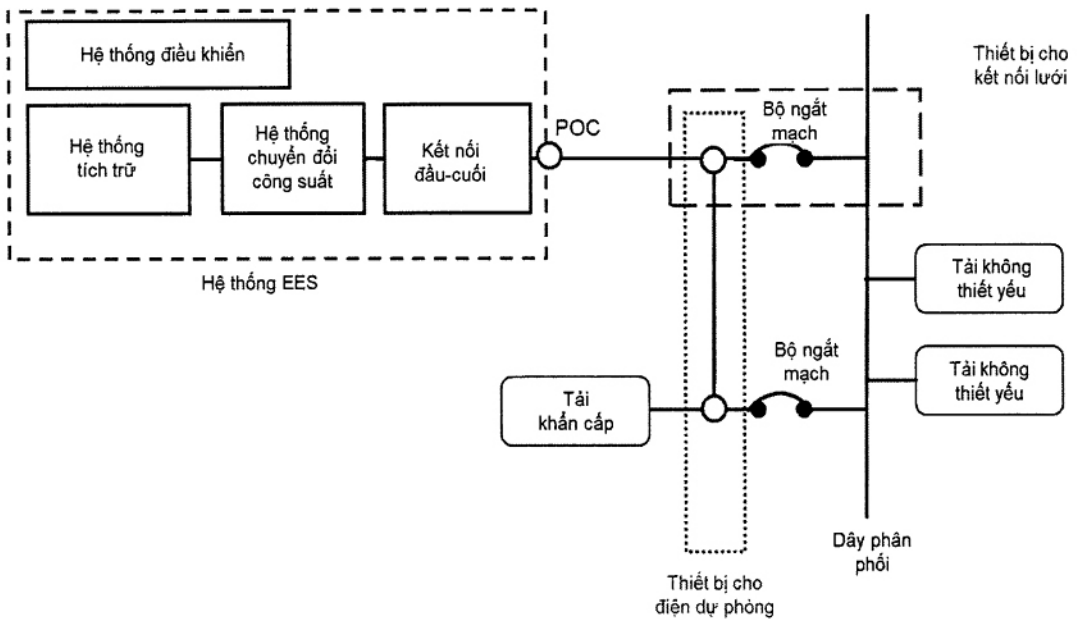 Hệ thống điều khiển
Hệ thống
tích trữ
Hệ thống
chuyển đổi
công suất
Kết nối
đầu-cuối
POC
Hệ thống EES
Bộ ngắt
mạch
Thiết bị cho
kết nối lưới
Tải không
thiết yếu
Bộ ngắt
mạch
Tải không
thiết yếu
Tải
khẩn cấp
Dây phân
phối
Thiết bị cho
điện dự phòng